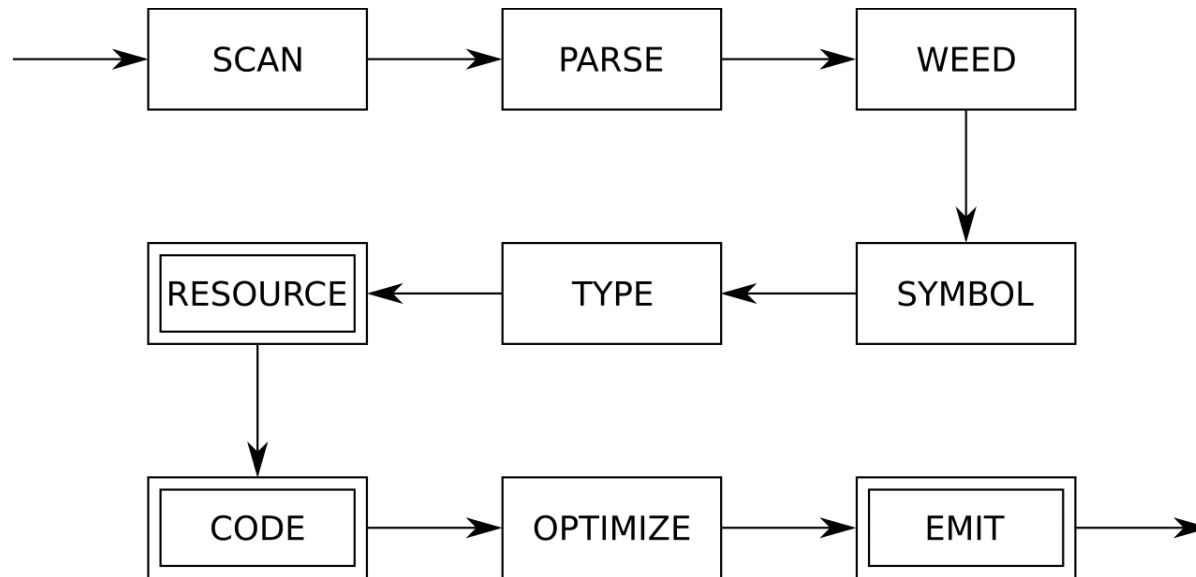 SCAN
PARSE
WEED
SYMBOL
TYPE
RESOURCE
CODE
OPTIMIZE
EMIT